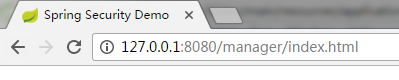 Spring Security Demo
127.0.0.1:8080/manager/index.html